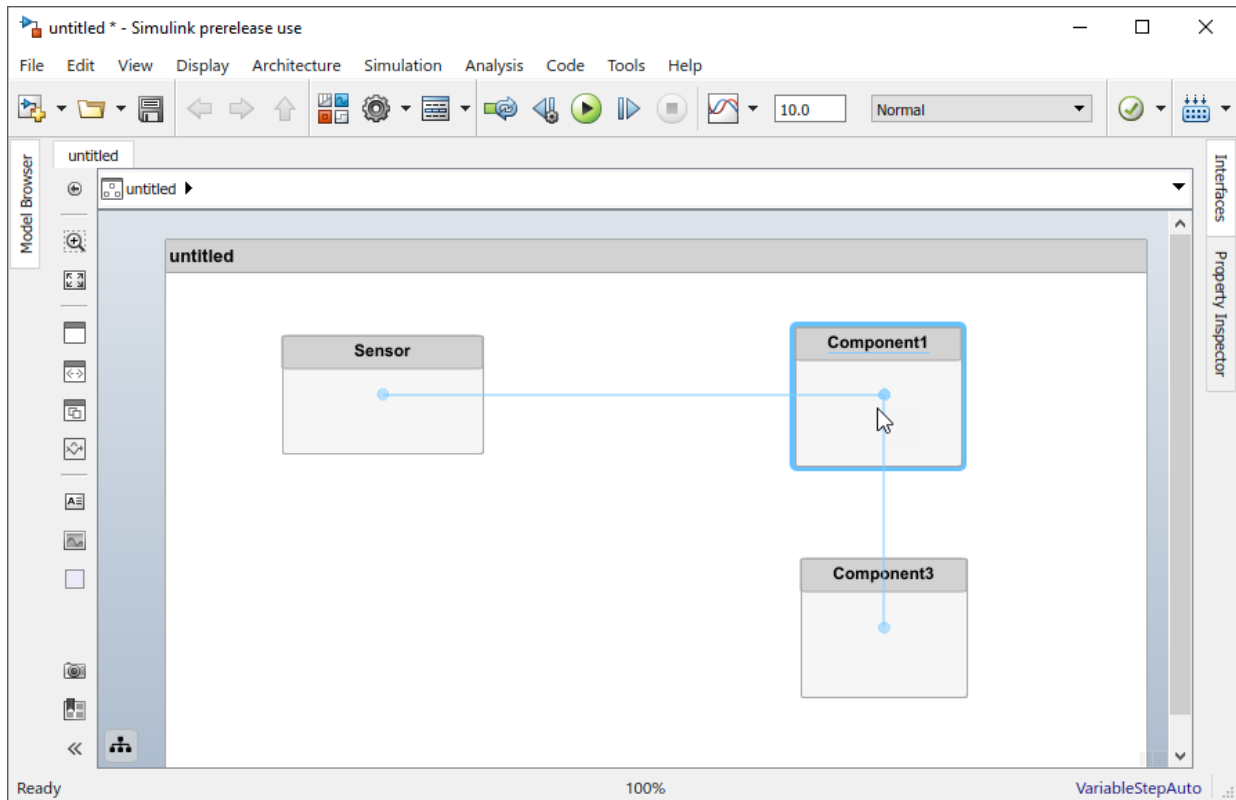 untitled * - Simulink prerelease use
File Edit View Display Architecture Simulation Analysis Code Tools Help
10.0 Normal
Model Browser
untitled
untitled
Interfaces
Property Inspector
untitled
Sensor
Component1
Component3
Ready 100% VariableStepAuto